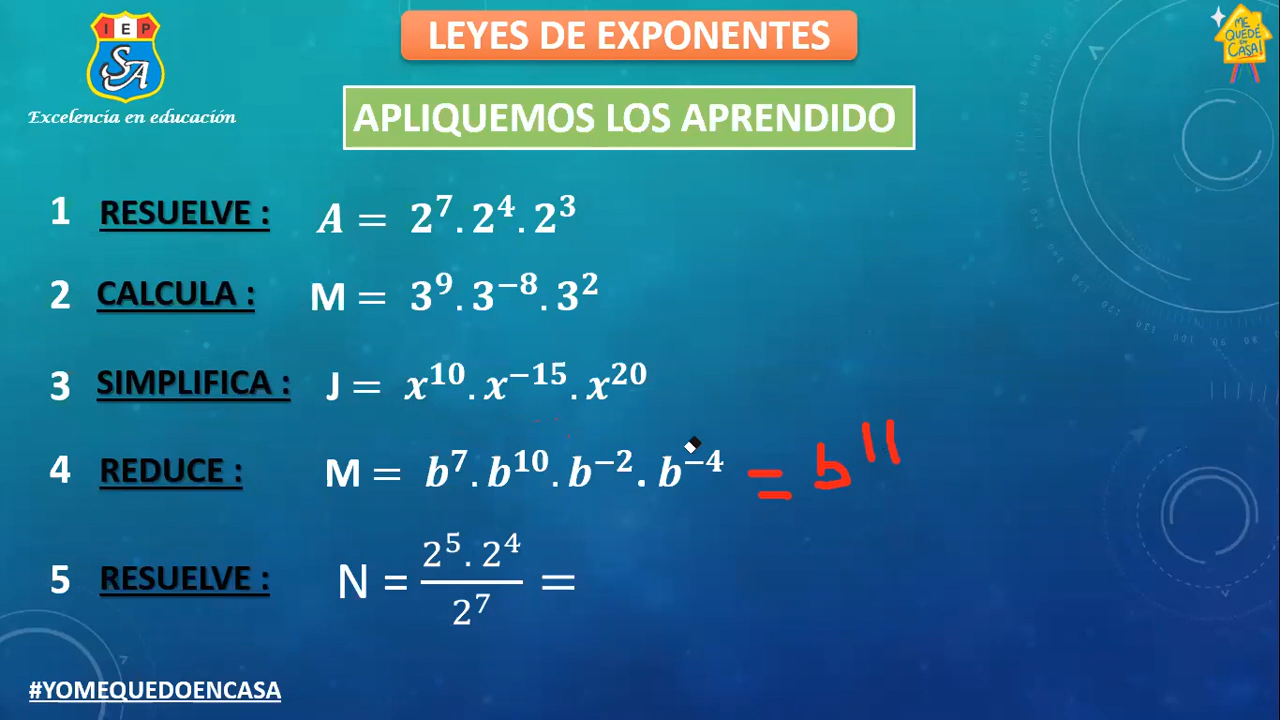 IEP
SA
Excelencia en educación
LEYES DE EXPONENTES
ME QUEDÉ EN CASA!
APLIQUEMOS LOS APRENDIDO
1 RESUELVE : A = 2⁷ . 2⁴ . 2³
2 CALCULA : M = 3⁹ . 3⁻⁸ . 3²
3 SIMPLIFICA : J = x¹⁰ . x⁻¹⁵ . x²⁰
4 REDUCE : M = b⁷ . b¹⁰ . b⁻² . b⁻⁴ = b¹¹
5 RESUELVE : N = (2⁵ . 2⁴)/2⁷ =
#YOMEQUEDOENCASA